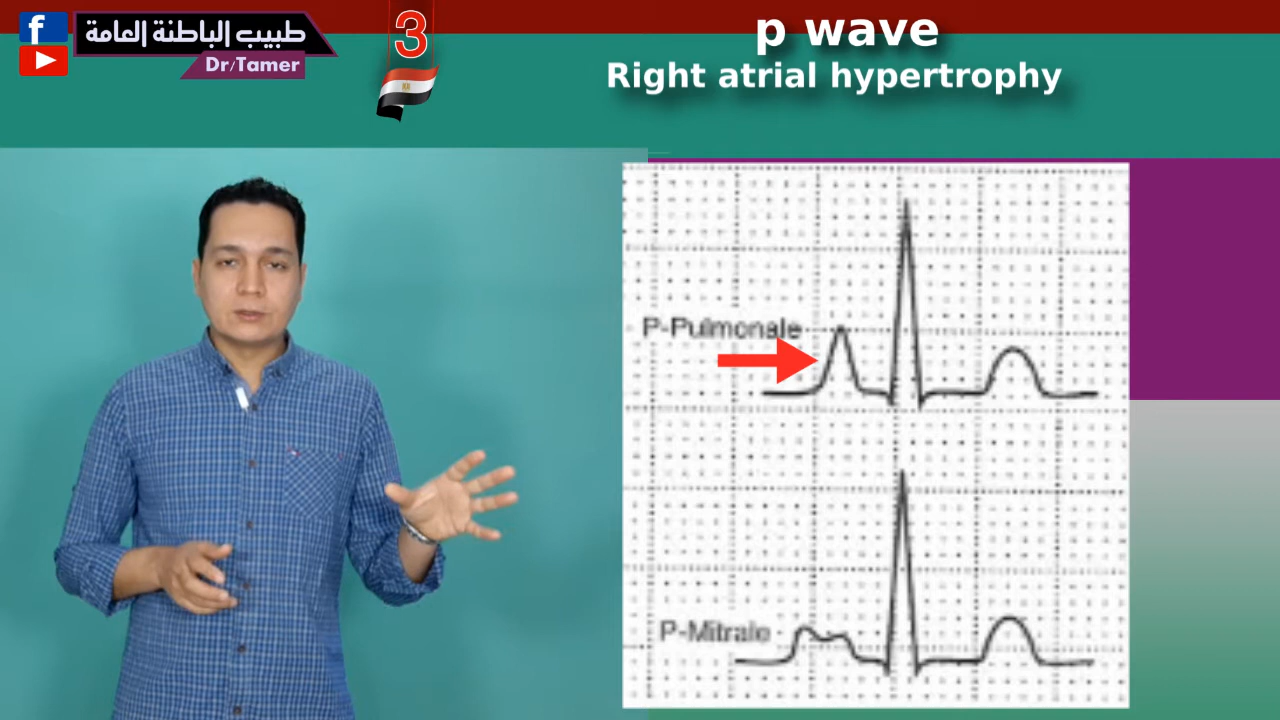 طبيب الباطنة العامة
Dr/Tamer
3
p wave
Right atrial hypertrophy
P-Pulmonale
P-Mitrale